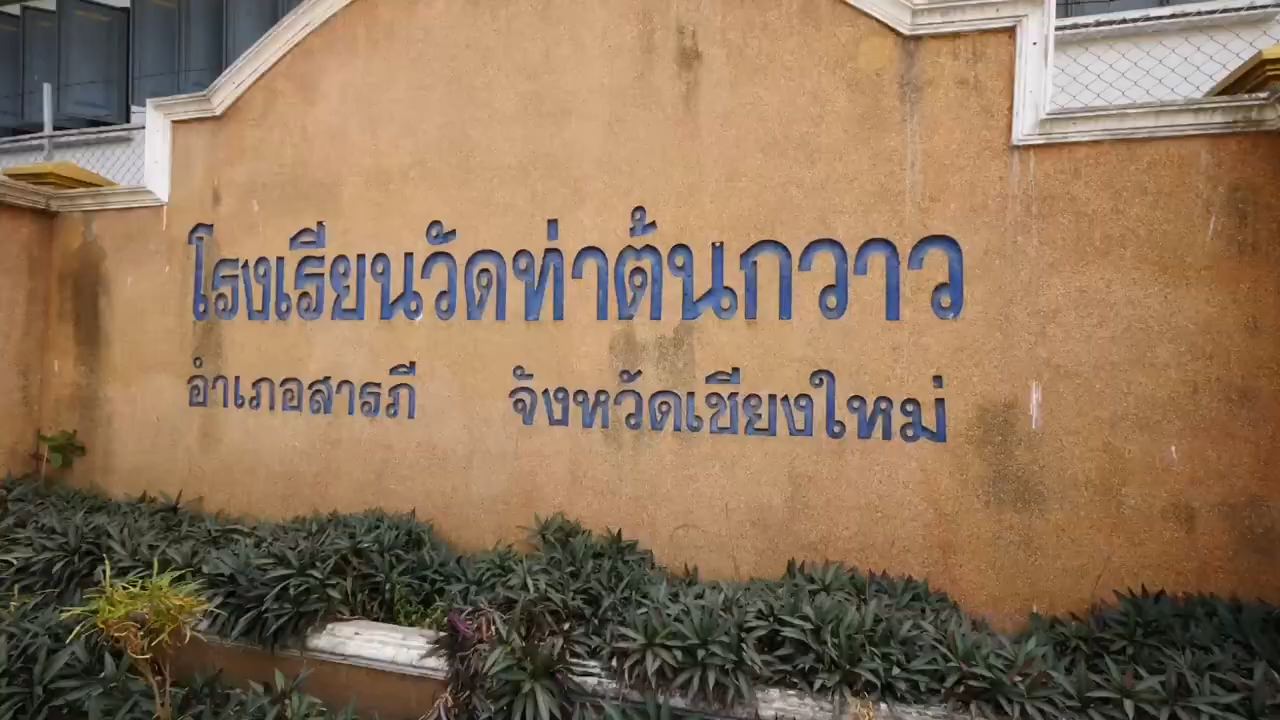 โรงเรียนวัดท่าต้นกวาว
อำเภอสารภี จังหวัดเชียงใหม่